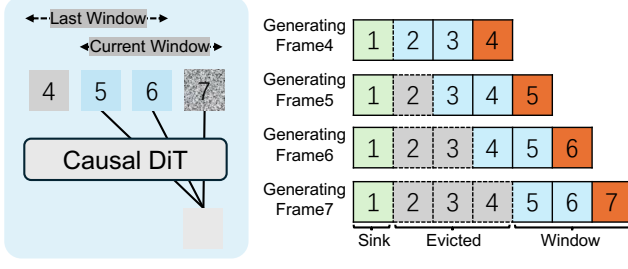 Last Window
Current Window
4 5 6 7
Causal DiT
Generating
Frame4
1 2 3 4
Generating
Frame5
1 2 3 4 5
Generating
Frame6
1 2 3 4 5 6
Generating
Frame7
1 2 3 4 5 6 7
Sink Evicted Window